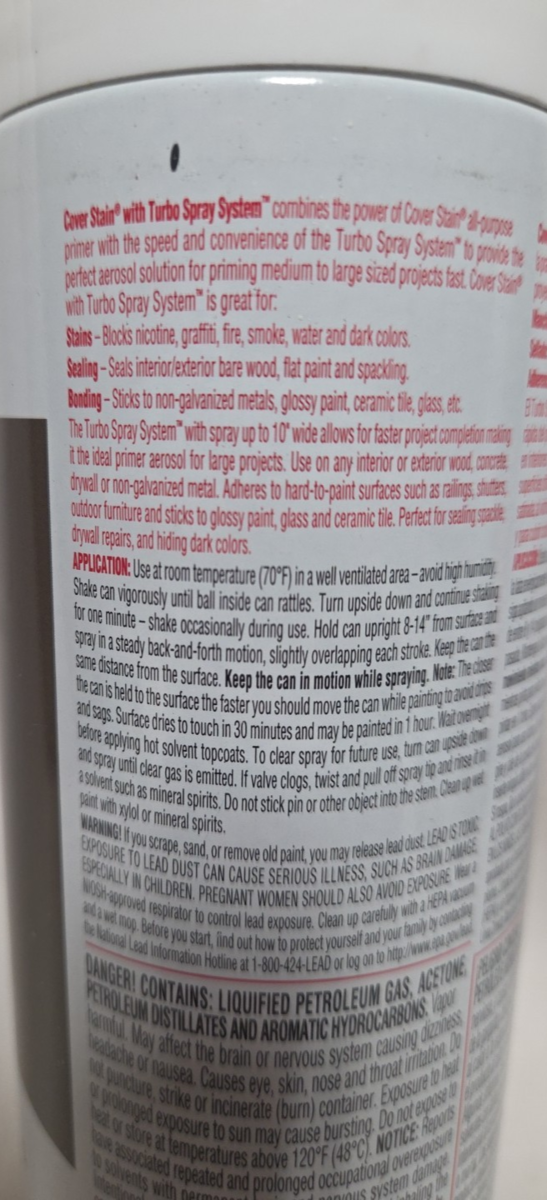 Cover Stain® with Turbo Spray System™ combines the power of Cover Stain® all-purpose
primer with the speed and convenience of the Turbo Spray System™ to provide the
perfect aerosol solution for priming medium to large sized projects fast. Cover Stain®
with Turbo Spray System™ is great for:
Stains – Blocks nicotine, graffiti, fire, smoke, water and dark colors.
Sealing – Seals interior/exterior bare wood, flat paint and spackling.
Bonding – Sticks to non-galvanized metals, glossy paint, ceramic tile, glass, etc.
The Turbo Spray System™ with spray up to 10" wide allows for faster project completion making
it the ideal primer aerosol for large projects. Use on any interior or exterior wood, concrete,
drywall or non-galvanized metal. Adheres to hard-to-paint surfaces such as railings, shutters,
outdoor furniture and sticks to glossy paint, glass and ceramic tile. Perfect for sealing spackle,
drywall repairs, and hiding dark colors.
APPLICATION: Use at room temperature (70°F) in a well ventilated area – avoid high humidity.
Shake can vigorously until ball inside can rattles. Turn upside down and continue shaking
for one minute – shake occasionally during use. Hold can upright 8-14" from surface and
spray in a steady back-and-forth motion, slightly overlapping each stroke. Keep the can the
same distance from the surface. Keep the can in motion while spraying. Note: The closer
the can is held to the surface the faster you should move the can while painting to avoid drips
and sags. Surface dries to touch in 30 minutes and may be painted in 1 hour. Wait overnight
before applying hot solvent topcoats. To clear spray for future use, turn can upside down
and spray until clear gas is emitted. If valve clogs, twist and pull off spray tip and rinse it in
a solvent such as mineral spirits. Do not stick pin or other object into the stem. Clean up wet
paint with xylol or mineral spirits.
WARNING! If you scrape, sand, or remove old paint, you may release lead dust. LEAD IS TOXIC.
EXPOSURE TO LEAD DUST CAN CAUSE SERIOUS ILLNESS, SUCH AS BRAIN DAMAGE,
ESPECIALLY IN CHILDREN. PREGNANT WOMEN SHOULD ALSO AVOID EXPOSURE. Wear a
NIOSH-approved respirator to control lead exposure. Clean up carefully with a HEPA vacuum
and a wet mop. Before you start, find out how to protect yourself and your family by contacting
the National Lead Information Hotline at 1-800-424-LEAD or log on to http://www.epa.gov/lead.
DANGER! CONTAINS: LIQUIFIED PETROLEUM GAS, ACETONE,
PETROLEUM DISTILLATES AND AROMATIC HYDROCARBONS. Vapor
harmful. May affect the brain or nervous system causing dizziness,
headache or nausea. Causes eye, skin, nose and throat irritation. Do
not puncture, strike or incinerate (burn) container. Exposure to heat
or prolonged exposure to sun may cause bursting. Do not expose to
heat or store at temperatures above 120°F (48°C). NOTICE: Reports
have associated repeated and prolonged occupational overexposure
to solvents with system damage.